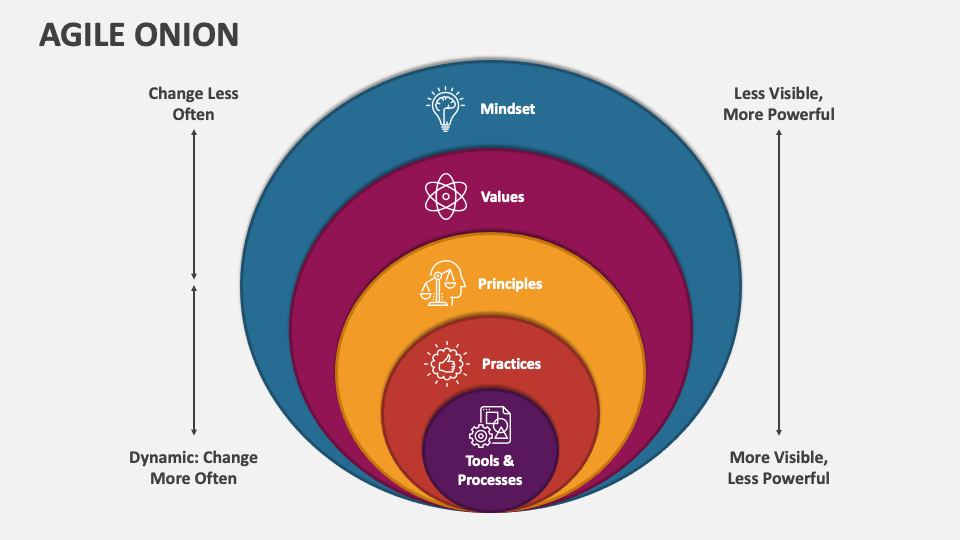 AGILE ONION
Change Less
Often
Less Visible,
More Powerful
Mindset
Values
Principles
Practices
Tools &
Processes
Dynamic: Change
More Often
More Visible,
Less Powerful